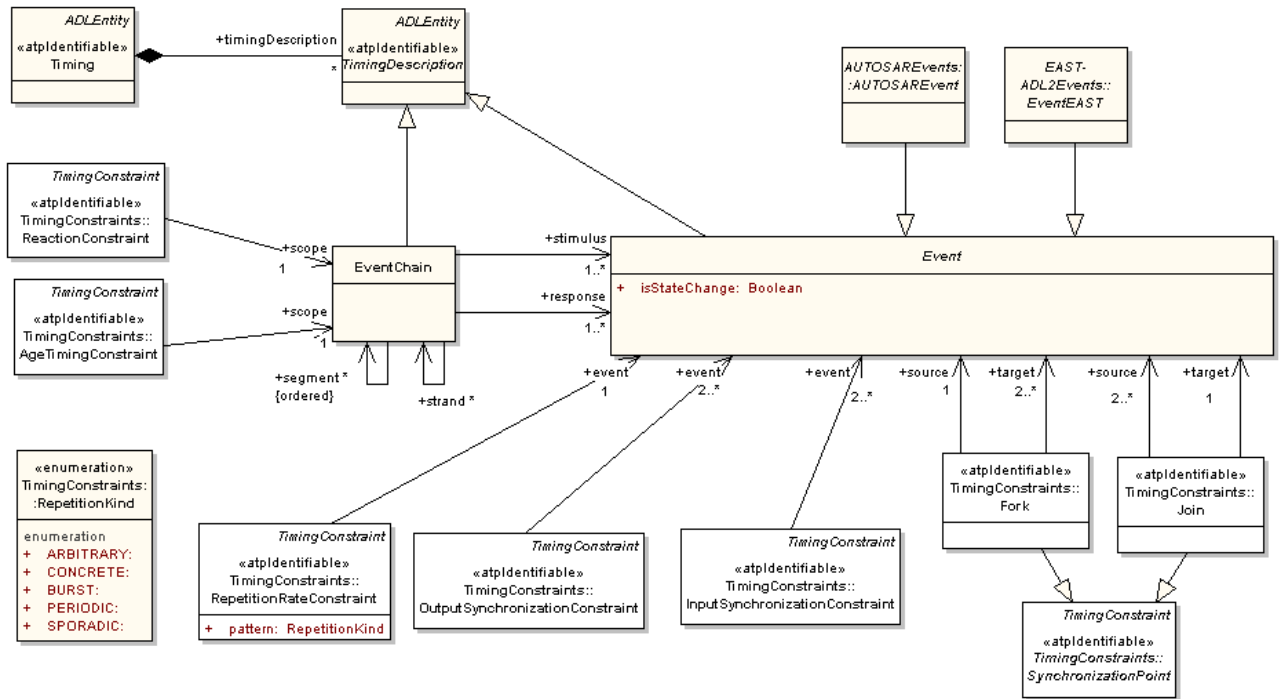 ADLEntity
«atpIdentifiable»
Timing
+timingDescription
*
ADLEntity
«atpIdentifiable»
TimingDescription
AUTOSAREvents:
:AUTOSAREvent
EAST-
ADL2Events::
EventEAST
TimingConstraint
«atpIdentifiable»
TimingConstraints::
ReactionConstraint
+scope
1
EventChain
+stimulus
1..*
+response
1..*
Event
+ isStateChange: Boolean
TimingConstraint
«atpIdentifiable»
TimingConstraints::
AgeTimingConstraint
+scope
1
+segment *
{ordered}
+strand *
+event
1
+event
2..*
+event
2..*
+source
1
+target
2..*
+source
2..*
+target
1
«enumeration»
TimingConstraints:
:RepetitionKind
enumeration
+ ARBITRARY:
+ CONCRETE:
+ BURST:
+ PERIODIC:
+ SPORADIC:
TimingConstraint
«atpIdentifiable»
TimingConstraints::
RepetitionRateConstraint
+ pattern: RepetitionKind
TimingConstraint
«atpIdentifiable»
TimingConstraints::
OutputSynchronizationConstraint
TimingConstraint
«atpIdentifiable»
TimingConstraints::
InputSynchronizationConstraint
«atpIdentifiable»
TimingConstraints::
Fork
«atpIdentifiable»
TimingConstraints::
Join
TimingConstraint
«atpIdentifiable»
TimingConstraints::
SynchronizationPoint